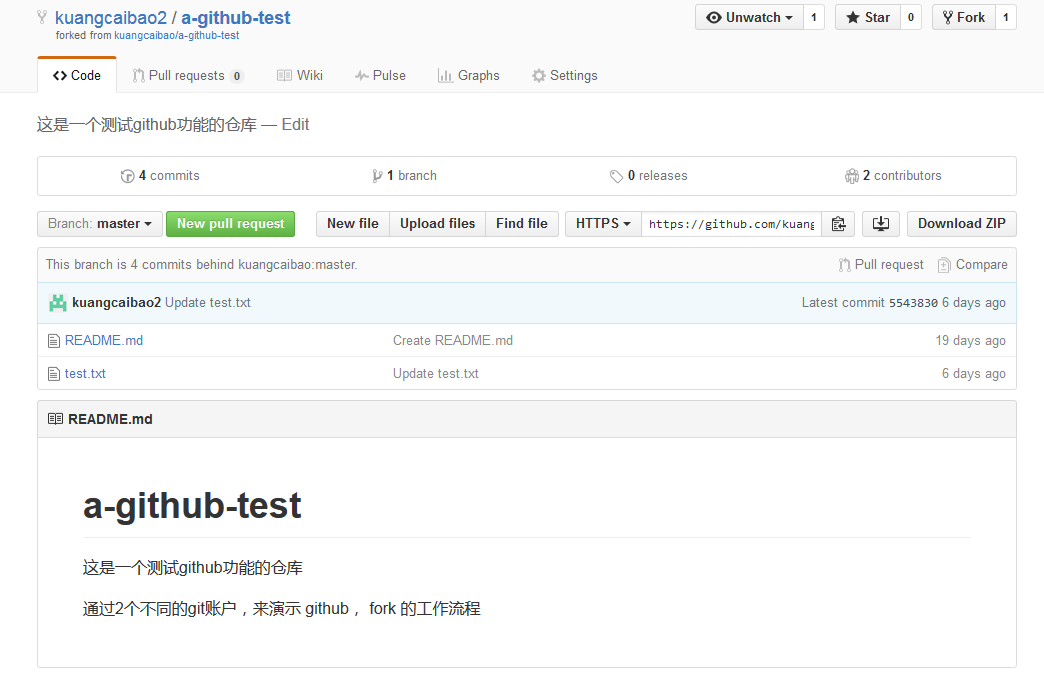 kuangcaibao2 / a-github-test Unwatch 1 Star 0 Fork 1
forked from kuangcaibao/a-github-test
Code Pull requests 0 Wiki Pulse Graphs Settings
这是一个测试github功能的仓库 — Edit
4 commits 1 branch 0 releases 2 contributors
Branch: master New pull request New file Upload files Find file HTTPS https://github.com/kuang Download ZIP
This branch is 4 commits behind kuangcaibao:master. Pull request Compare
kuangcaibao2 Update test.txt Latest commit 5543830 6 days ago
README.md Create README.md 19 days ago
test.txt Update test.txt 6 days ago
README.md
a-github-test
这是一个测试github功能的仓库
通过2个不同的git账户，来演示 github， fork 的工作流程